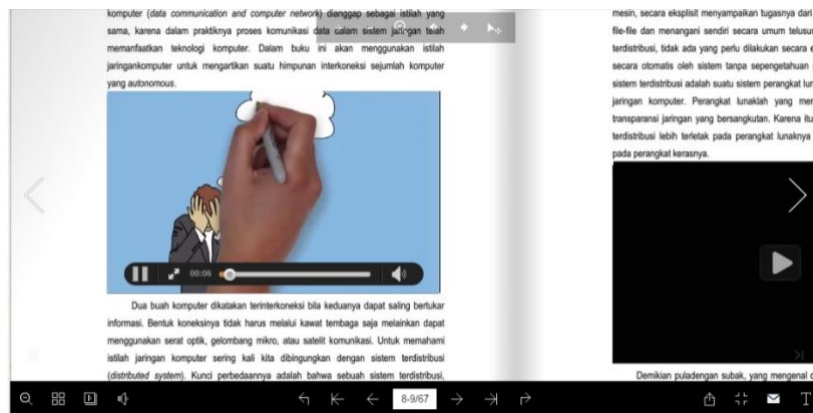 komputer (data communication and computer network) dianggap sebagai istilah yang
sama, karena dalam praktiknya proses komunikasi data dalam sistem jaringan telah
memanfaatkan teknologi komputer. Dalam buku ini akan menggunakan istilah
jaringankomputer untuk mengartikan suatu himpunan interkoneksi sejumlah komputer
yang autonomous.
00:06
Dua buah komputer dikatakan terinterkoneksi bila keduanya dapat saling bertukar
informasi. Bentuk koneksinya tidak harus melalui kawat tembaga saja melainkan dapat
menggunakan serat optik, gelombang mikro, atau satelit komunikasi. Untuk memahami
istilah jaringan komputer sering kali kita dibingungkan dengan sistem terdistribusi
(distributed system). Kunci perbedaannya adalah bahwa sebuah sistem terdistribusi,
mesin, secara eksplisit menyampaikan tugasnya dari
file-file dan menangani sendiri secara umum telusur
terdistribusi, tidak ada yang perlu dilakukan secara e
secara otomatis oleh sistem tanpa sepengetahuan
sistem terdistribusi adalah suatu sistem perangkat lun
jaringan komputer. Perangkat lunaklah yang mer
transparansi jaringan yang bersangkutan. Karena itu
terdistribusi lebih terletak pada perangkat lunaknya
pada perangkat kerasnya.
Demikian puladengan subak, yang mengenal d
8-9/67